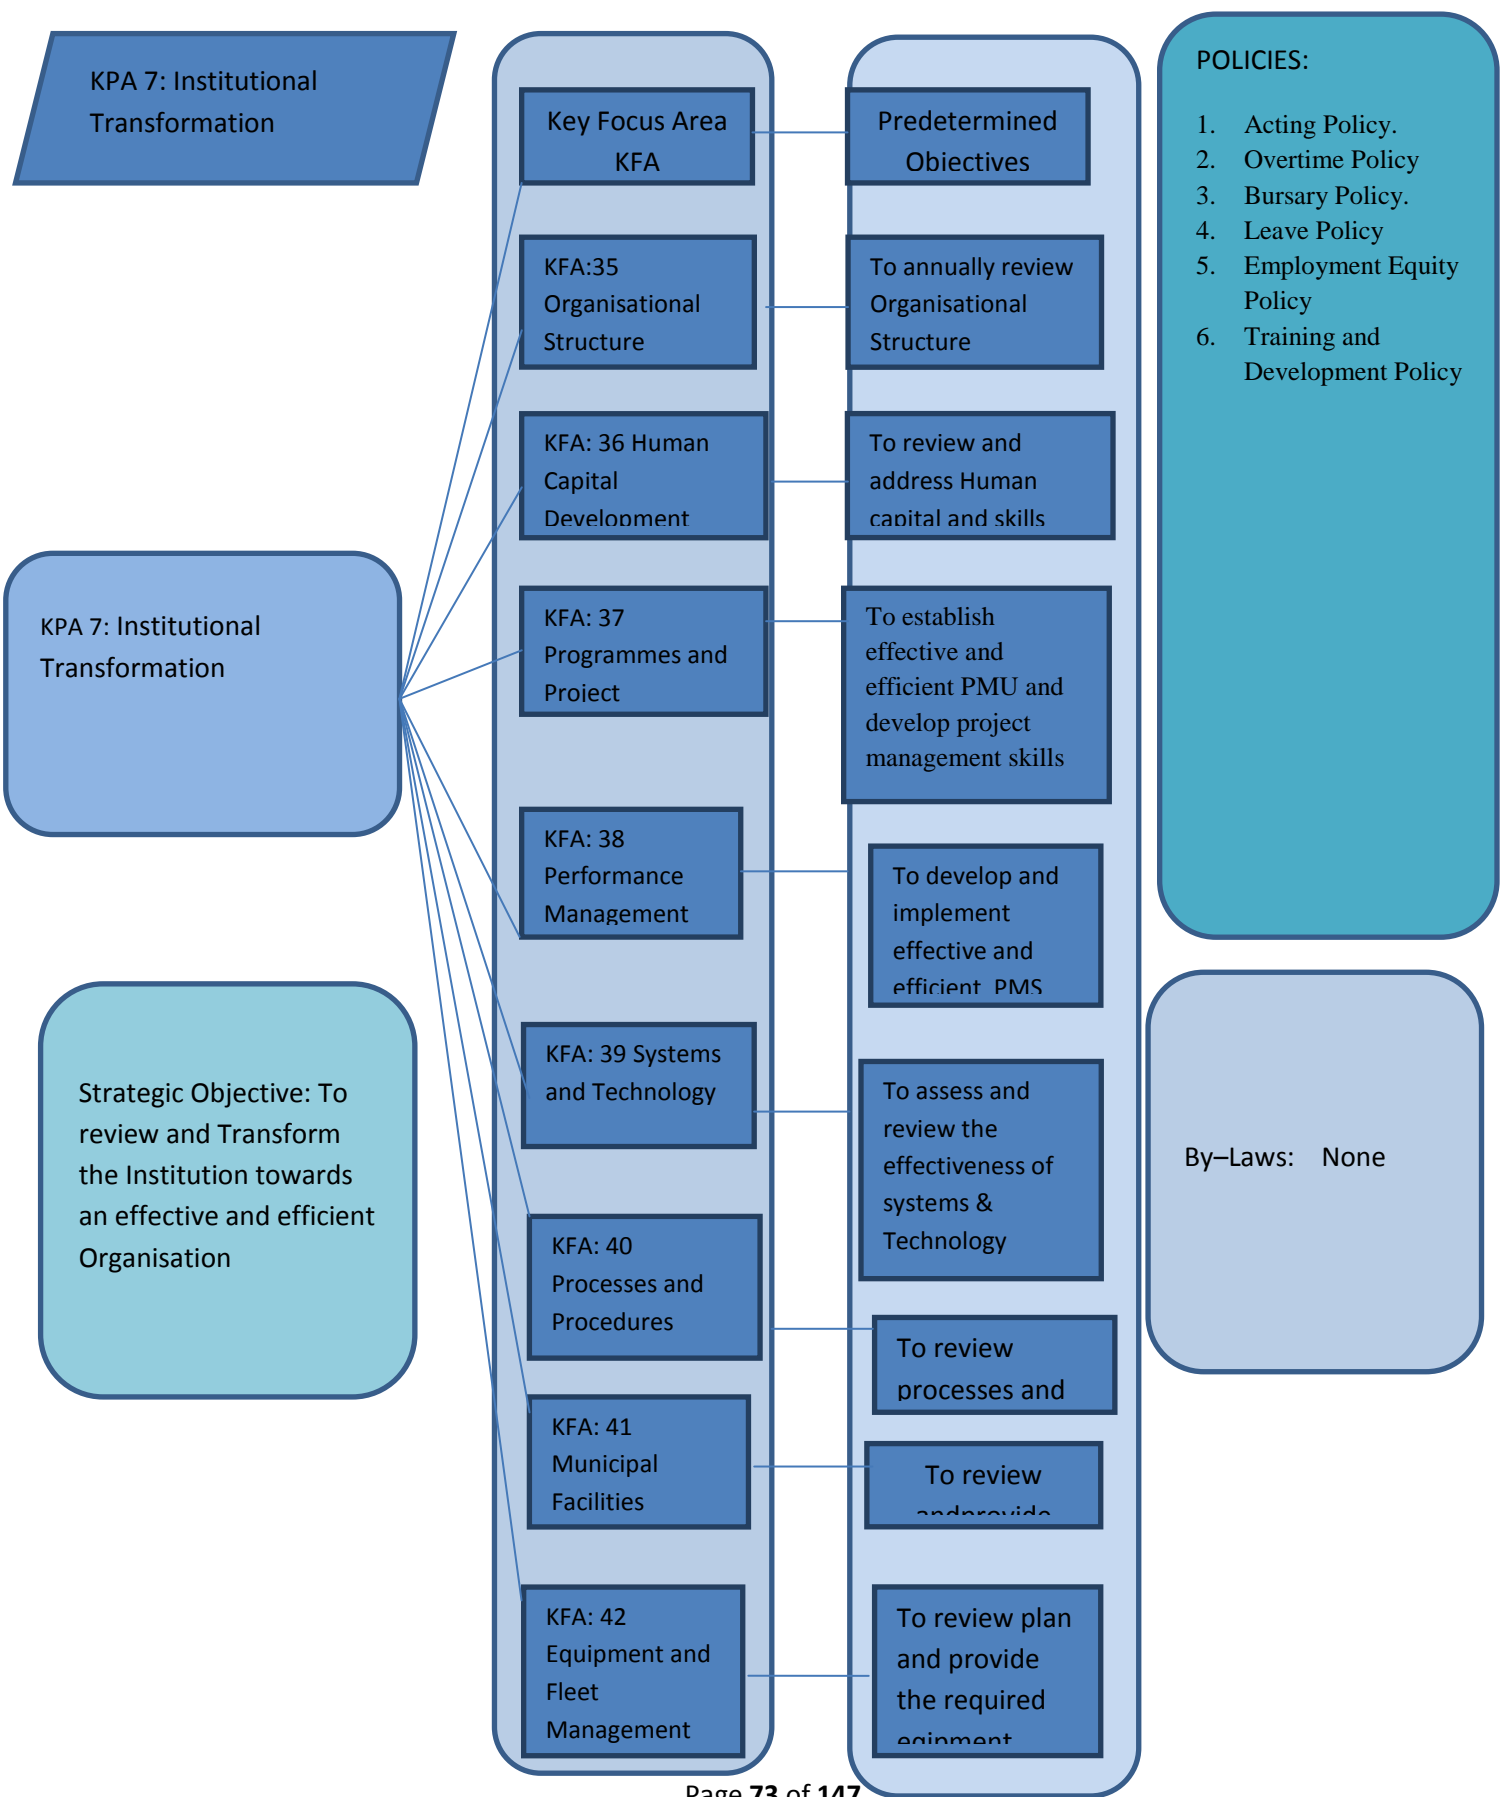 KPA 7: Institutional
Transformation
Key Focus Area
KFA
Predetermined
Objectives
POLICIES:
1. Acting Policy.
2. Overtime Policy
3. Bursary Policy.
4. Leave Policy
5. Employment Equity
Policy
6. Training and
Development Policy
KFA:35
Organisational
Structure
To annually review
Organisational
Structure
KFA: 36 Human
Capital
Development
To review and
address Human
capital and skills
KPA 7: Institutional
Transformation
KFA: 37
Programmes and
Project
To establish
effective and
efficient PMU and
develop project
management skills
KFA: 38
Performance
Management
To develop and
implement
effective and
efficient PMS
Strategic Objective: To
review and Transform
the Institution towards
an effective and efficient
Organisation
KFA: 39 Systems
and Technology
To assess and
review the
effectiveness of
systems &
Technology
By–Laws: None
KFA: 40
Processes and
Procedures
To review
processes and
KFA: 41
Municipal
Facilities
To review
andprovide
KFA: 42
Equipment and
Fleet
Management
To review plan
and provide
the required
eqipment
Page 73 of 147